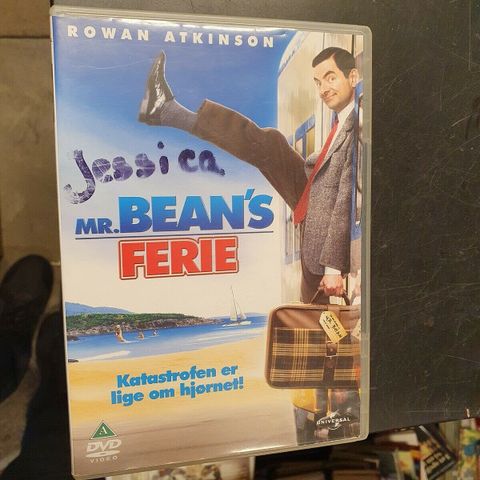 ROWAN ATKINSON
Jessica
MR. BEAN'S
FERIE
Katastrofen er
lige om hjørnet!
A
DVD
VIDEO
UNIVERSAL